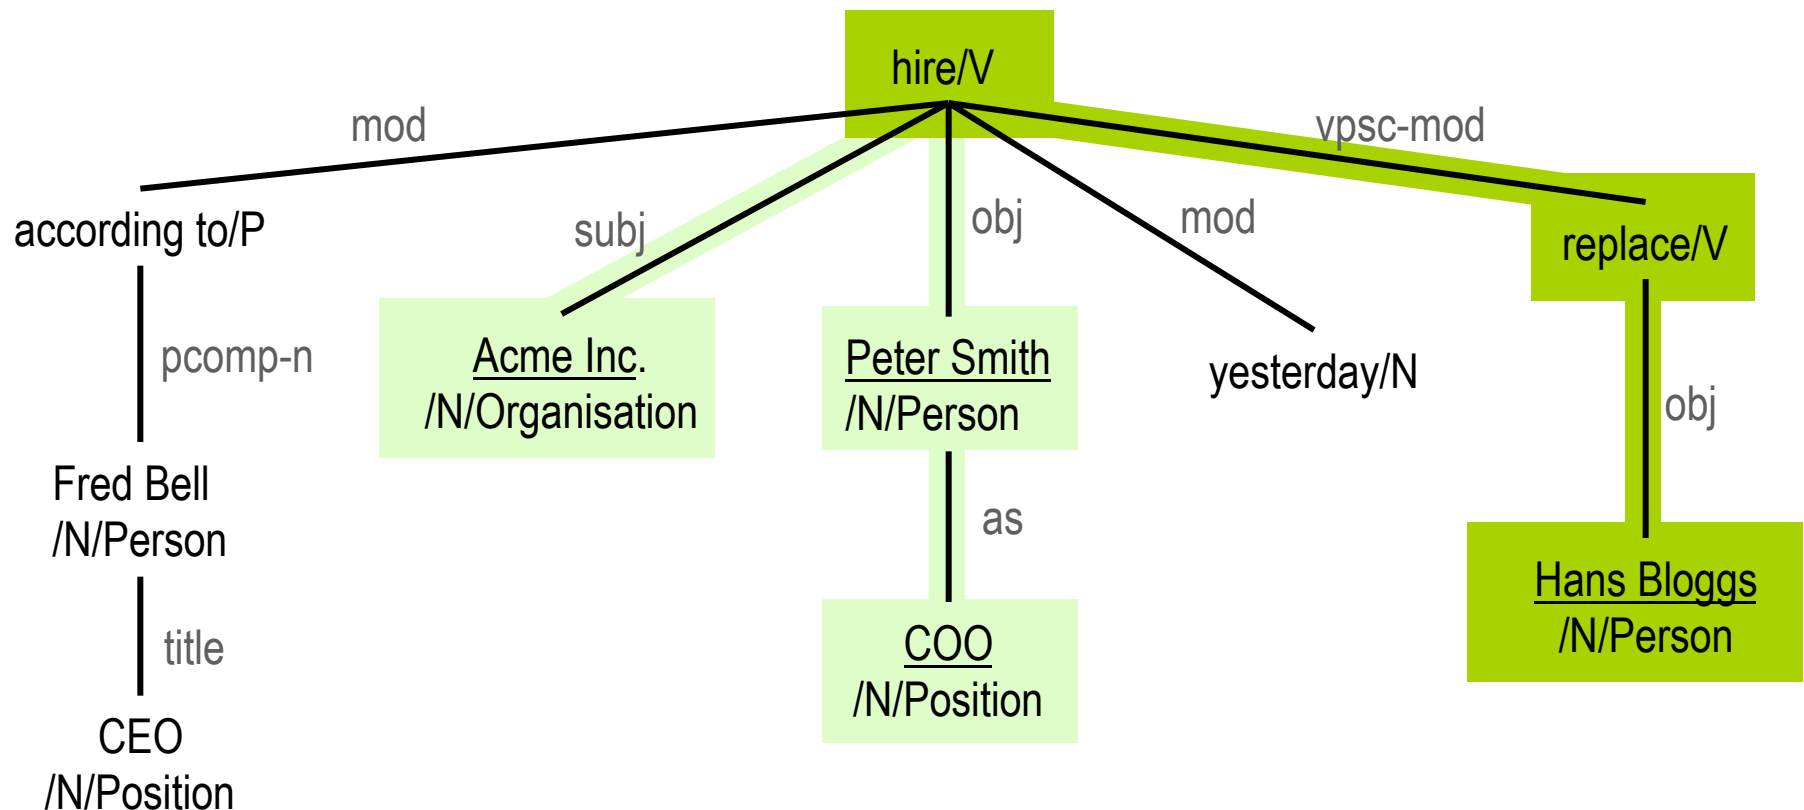 hire/V
mod
vpsc-mod
according to/P
subj
obj
mod
replace/V
pcomp-n
Acme Inc.
/N/Organisation
Peter Smith
/N/Person
yesterday/N
obj
Fred Bell
/N/Person
as
Hans Bloggs
/N/Person
title
COO
/N/Position
CEO
/N/Position